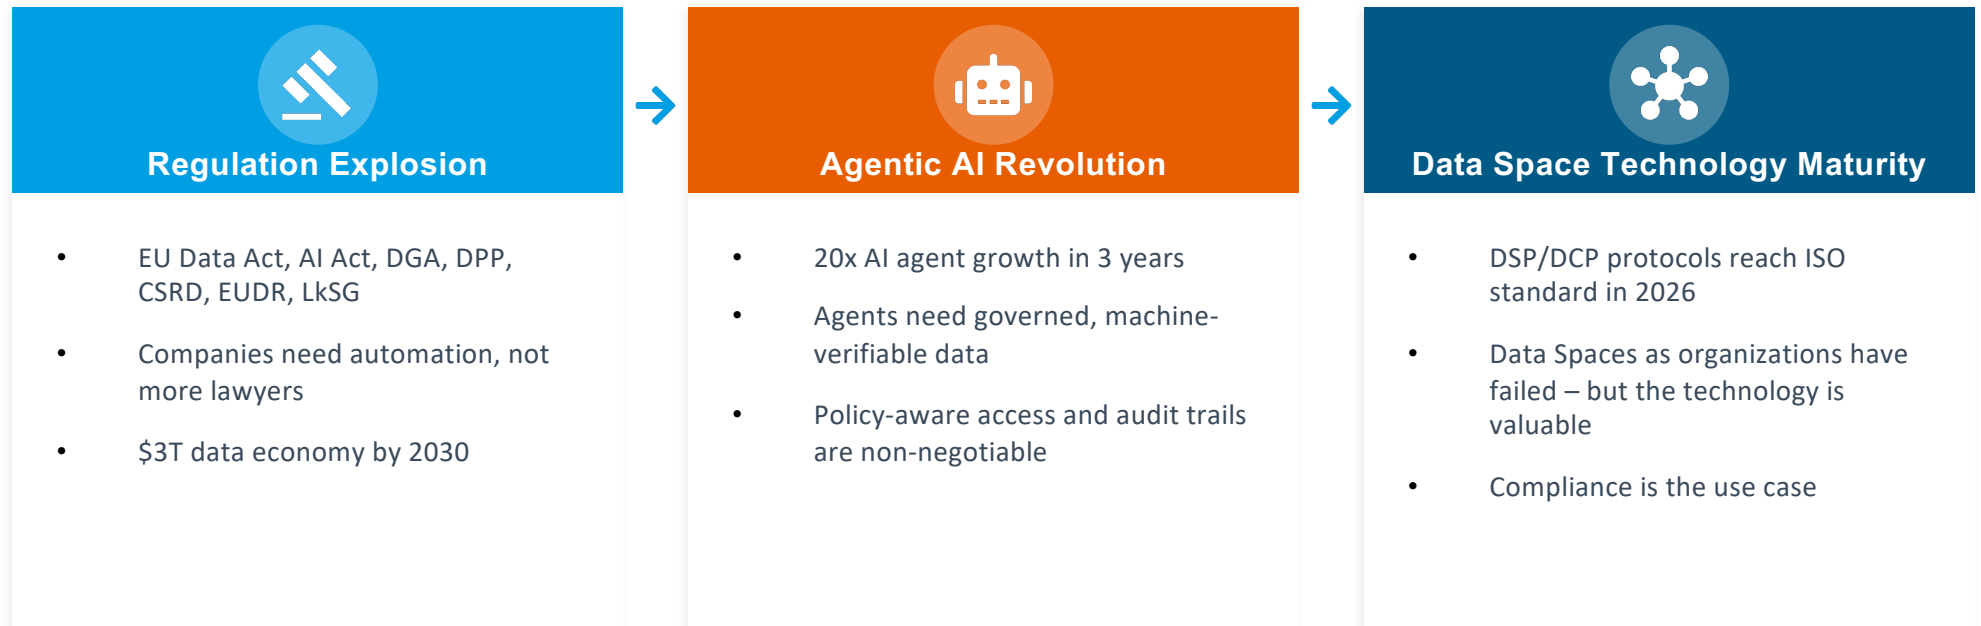 Regulation Explosion
• EU Data Act, AI Act, DGA, DPP,
CSRD, EUDR, LkSG
• Companies need automation, not
more lawyers
• $3T data economy by 2030
Agentic AI Revolution
• 20x AI agent growth in 3 years
• Agents need governed, machine-
verifiable data
• Policy-aware access and audit trails
are non-negotiable
Data Space Technology Maturity
• DSP/DCP protocols reach ISO
standard in 2026
• Data Spaces as organizations have
failed – but the technology is
valuable
• Compliance is the use case